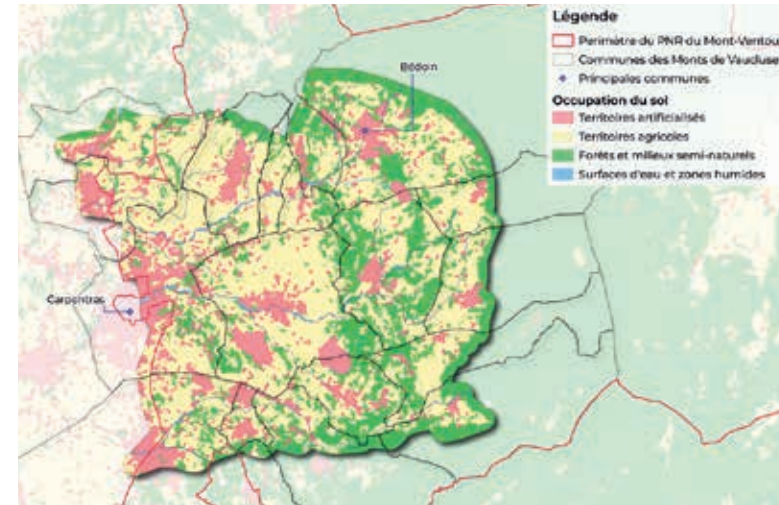 Bédoin
Carpentras
Légende
Périmètre du PNR du Mont-Ventoux
Communes des Monts de Vaucluse
Principales communes
Occupation du sol
Territoires artificialisés
Territoires agricoles
Forêts et milieux semi-naturels
Surfaces d'eau et zones humides